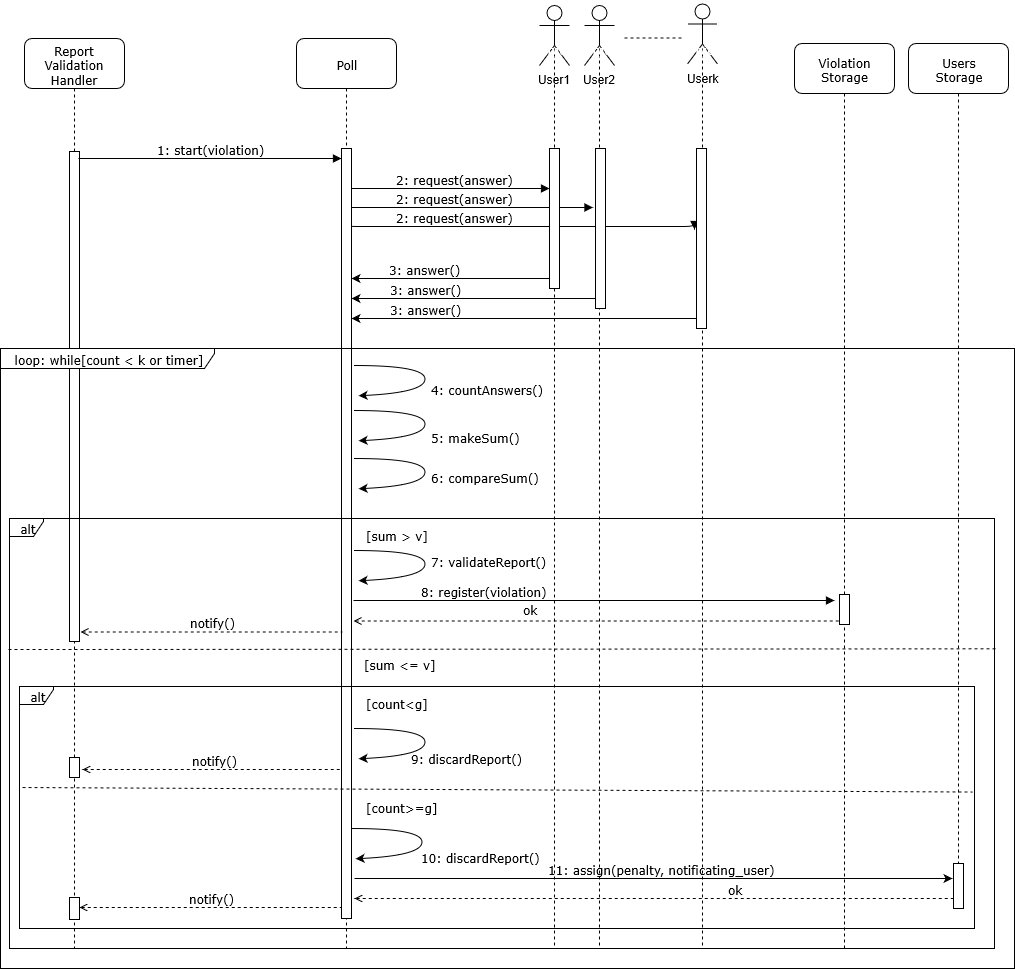 Report
Validation
Handler
Poll
User1
User2
Userk
Violation
Storage
Users
Storage
1: start(violation)
2: request(answer)
2: request(answer)
2: request(answer)
3: answer()
3: answer()
3: answer()
loop: while[count < k or timer]
4: countAnswers()
5: makeSum()
6: compareSum()
alt
[sum > v]
7: validateReport()
8: register(violation)
ok
notify()
[sum <= v]
alt
[count<g]
9: discardReport()
notify()
[count>=g]
10: discardReport()
11: assign(penalty, notificating_user)
ok
notify()